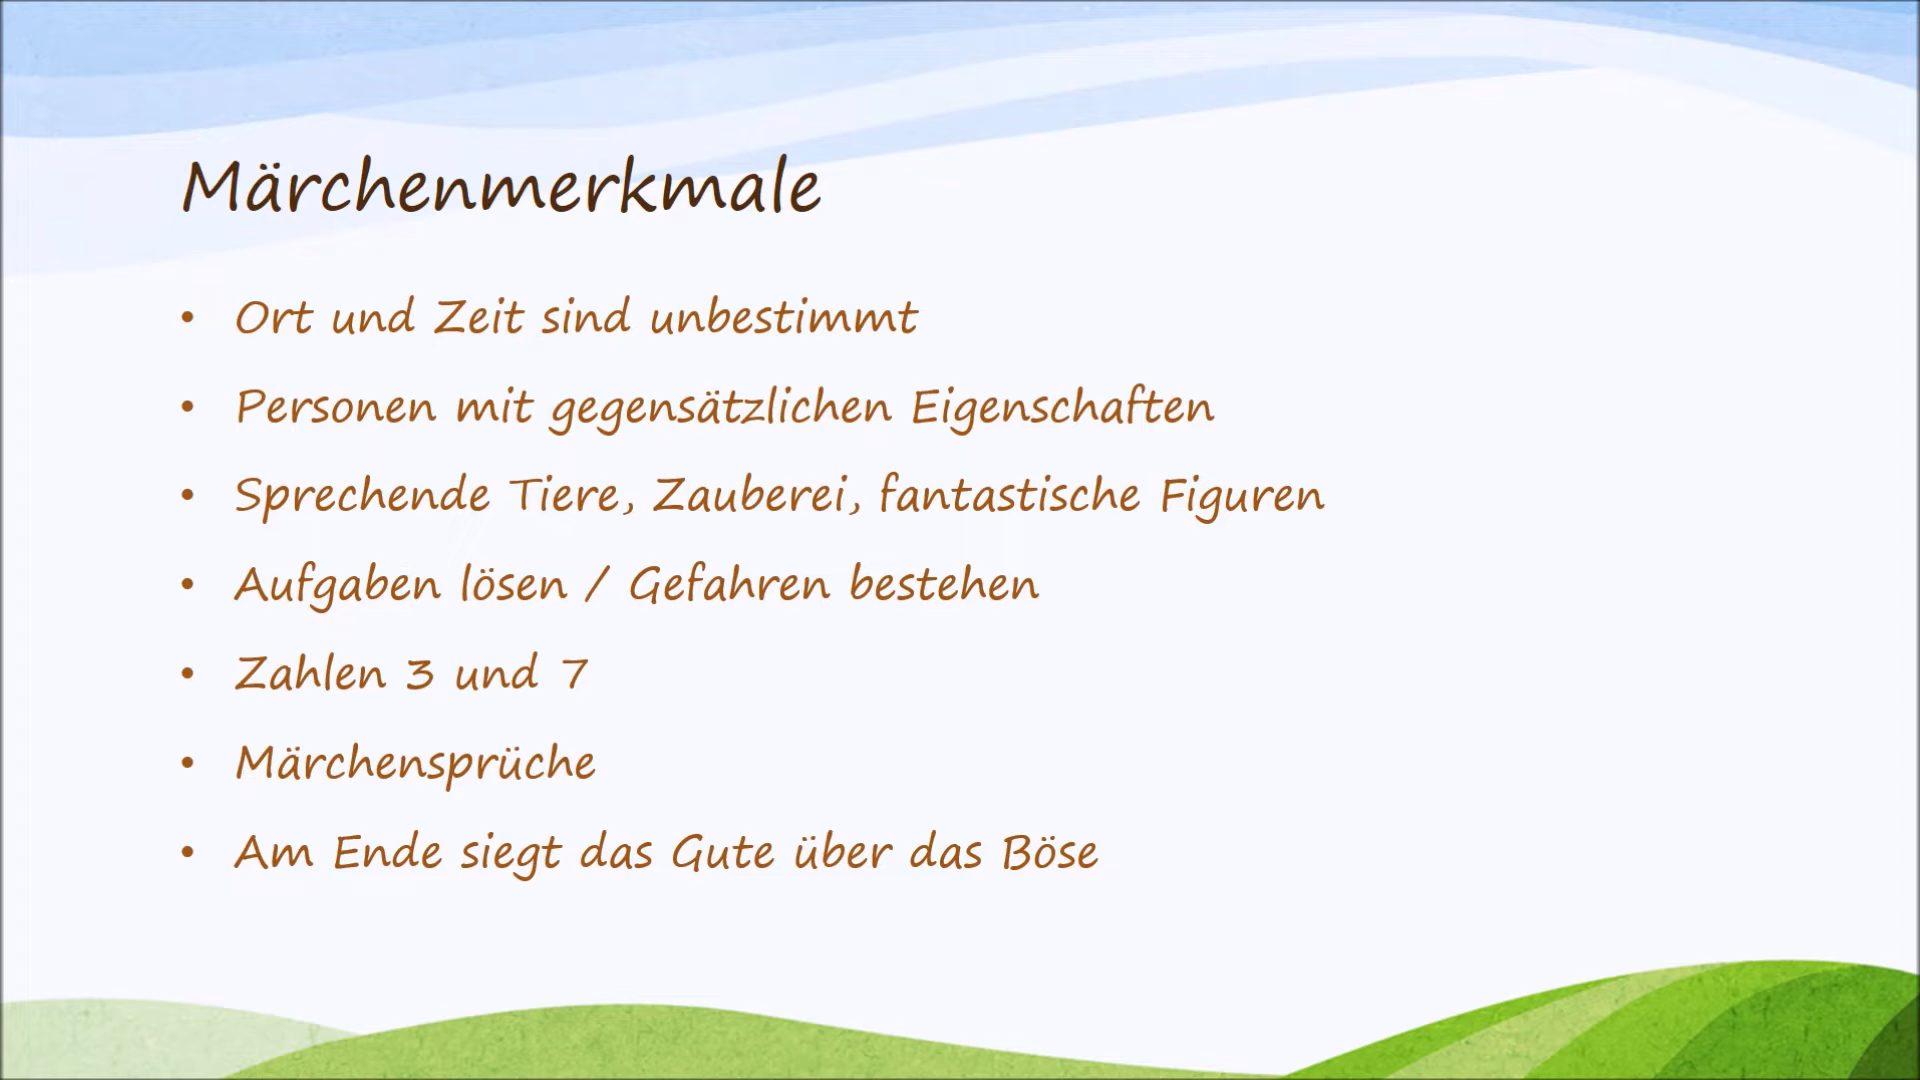 Märchenmerkmale
• Ort und Zeit sind unbestimmt
• Personen mit gegensätzlichen Eigenschaften
• Sprechende Tiere, Zauberei, fantastische Figuren
• Aufgaben lösen / Gefahren bestehen
• Zahlen 3 und 7
• Märchensprüche
• Am Ende siegt das Gute über das Böse